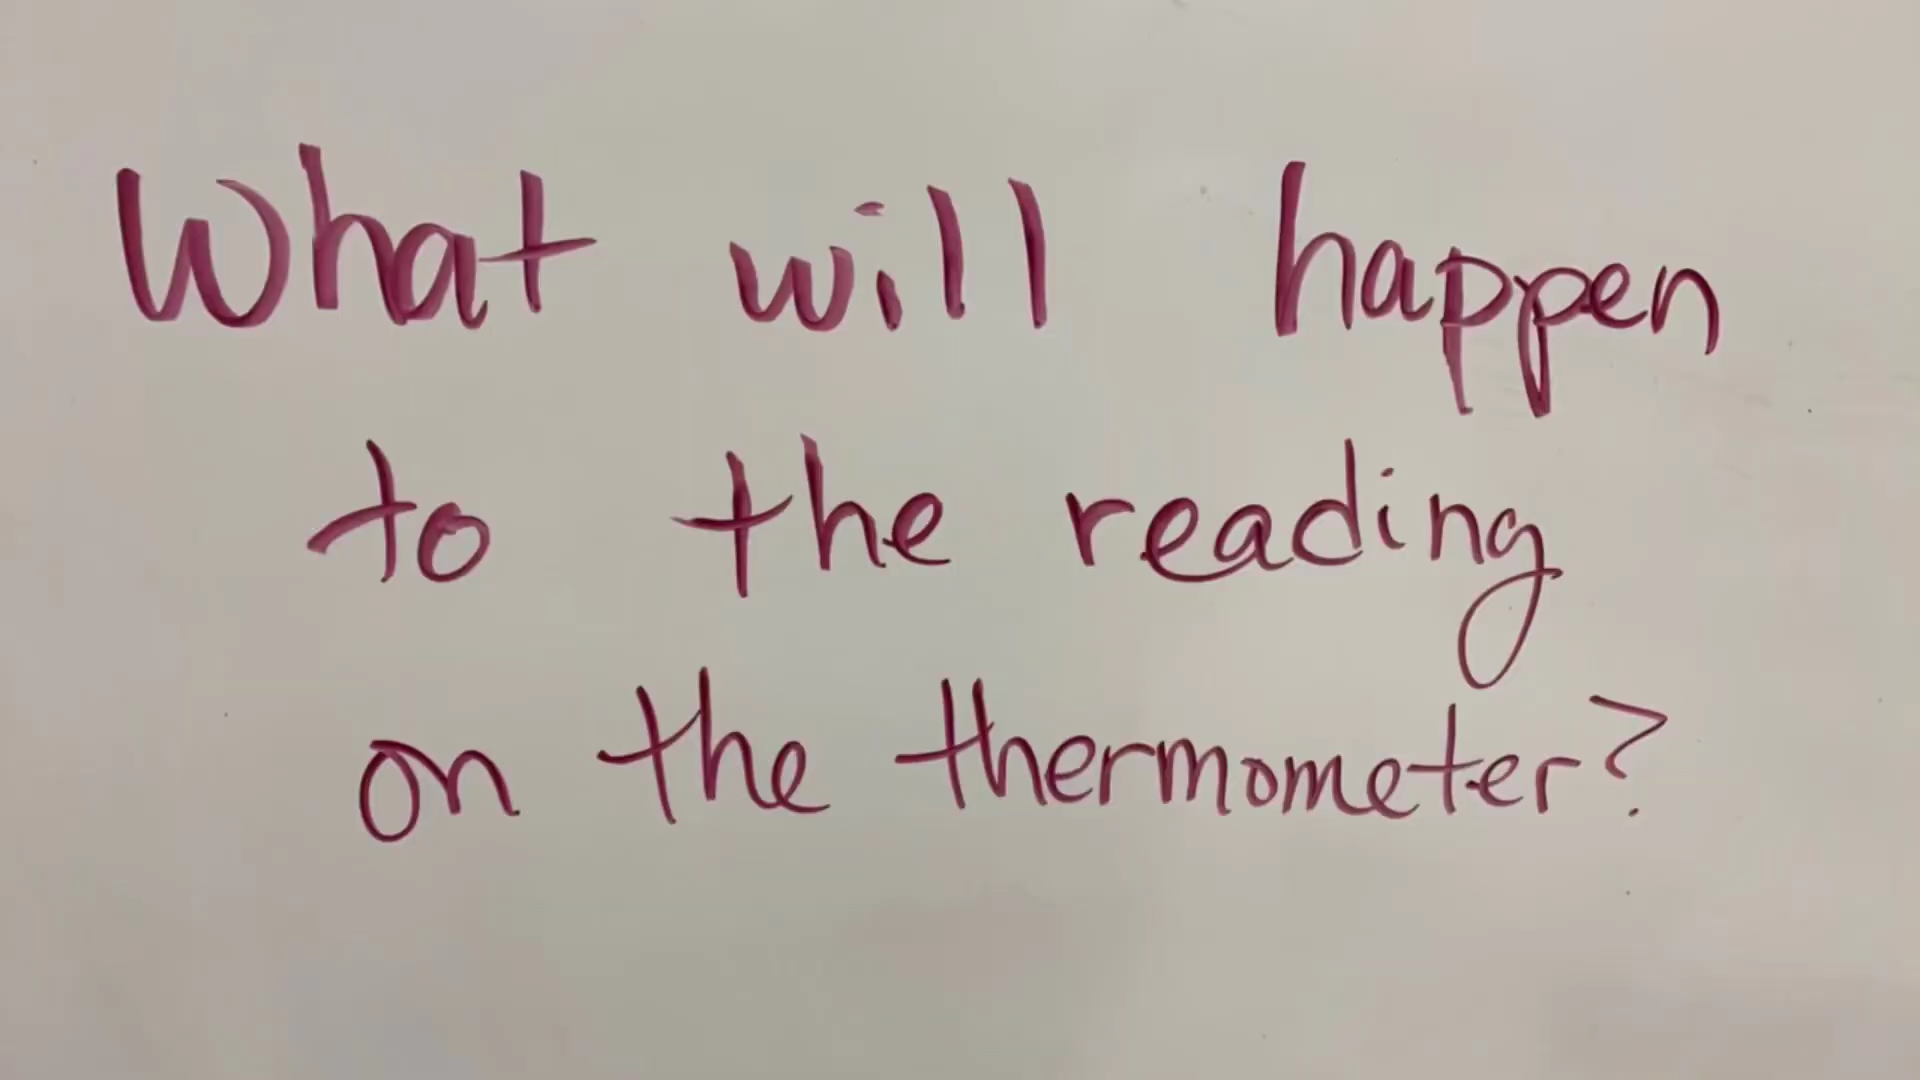 What will happen
to the reading
on the thermometer?